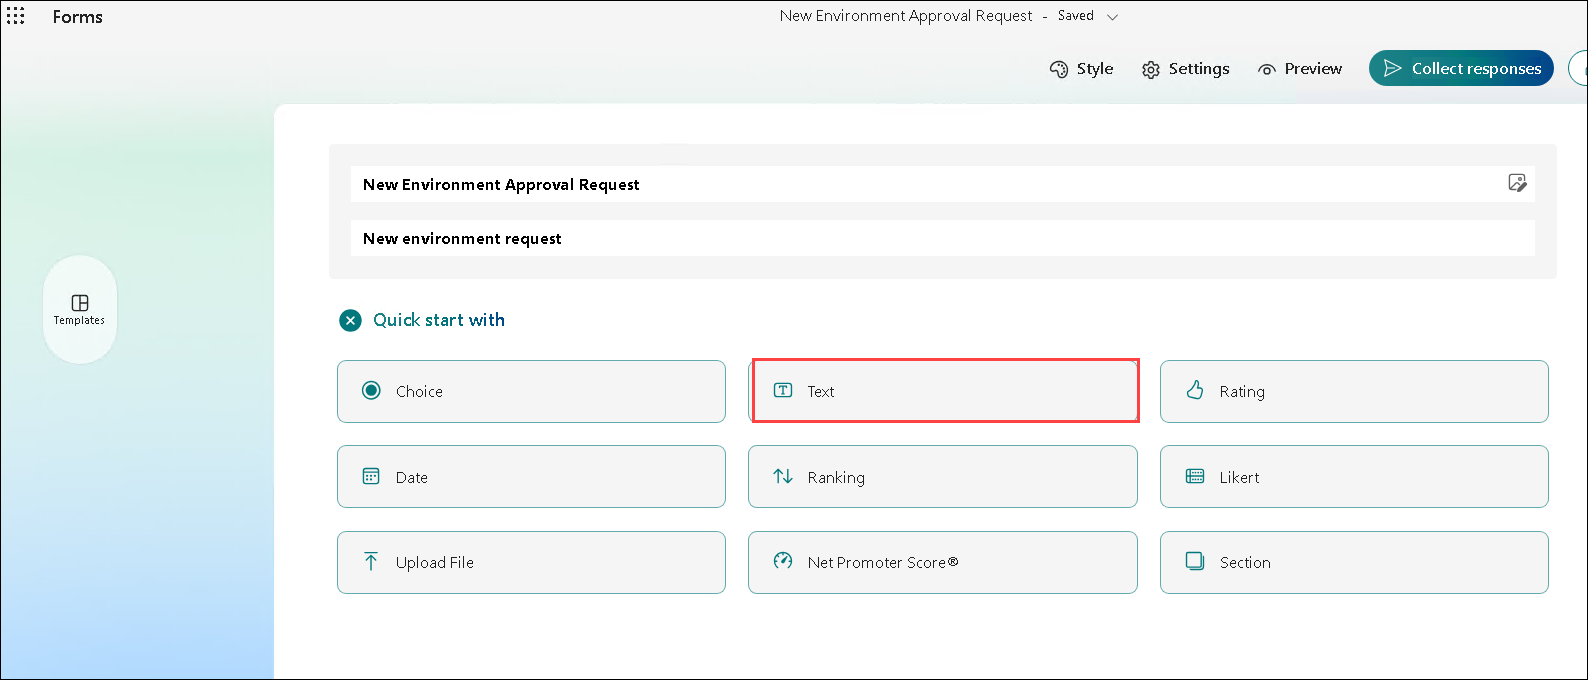 Forms
New Environment Approval Request - Saved
Style Settings Preview Collect responses
New Environment Approval Request
New environment request
Templates
Quick start with
Choice Text Rating
Date Ranking Likert
Upload File Net Promoter Score® Section